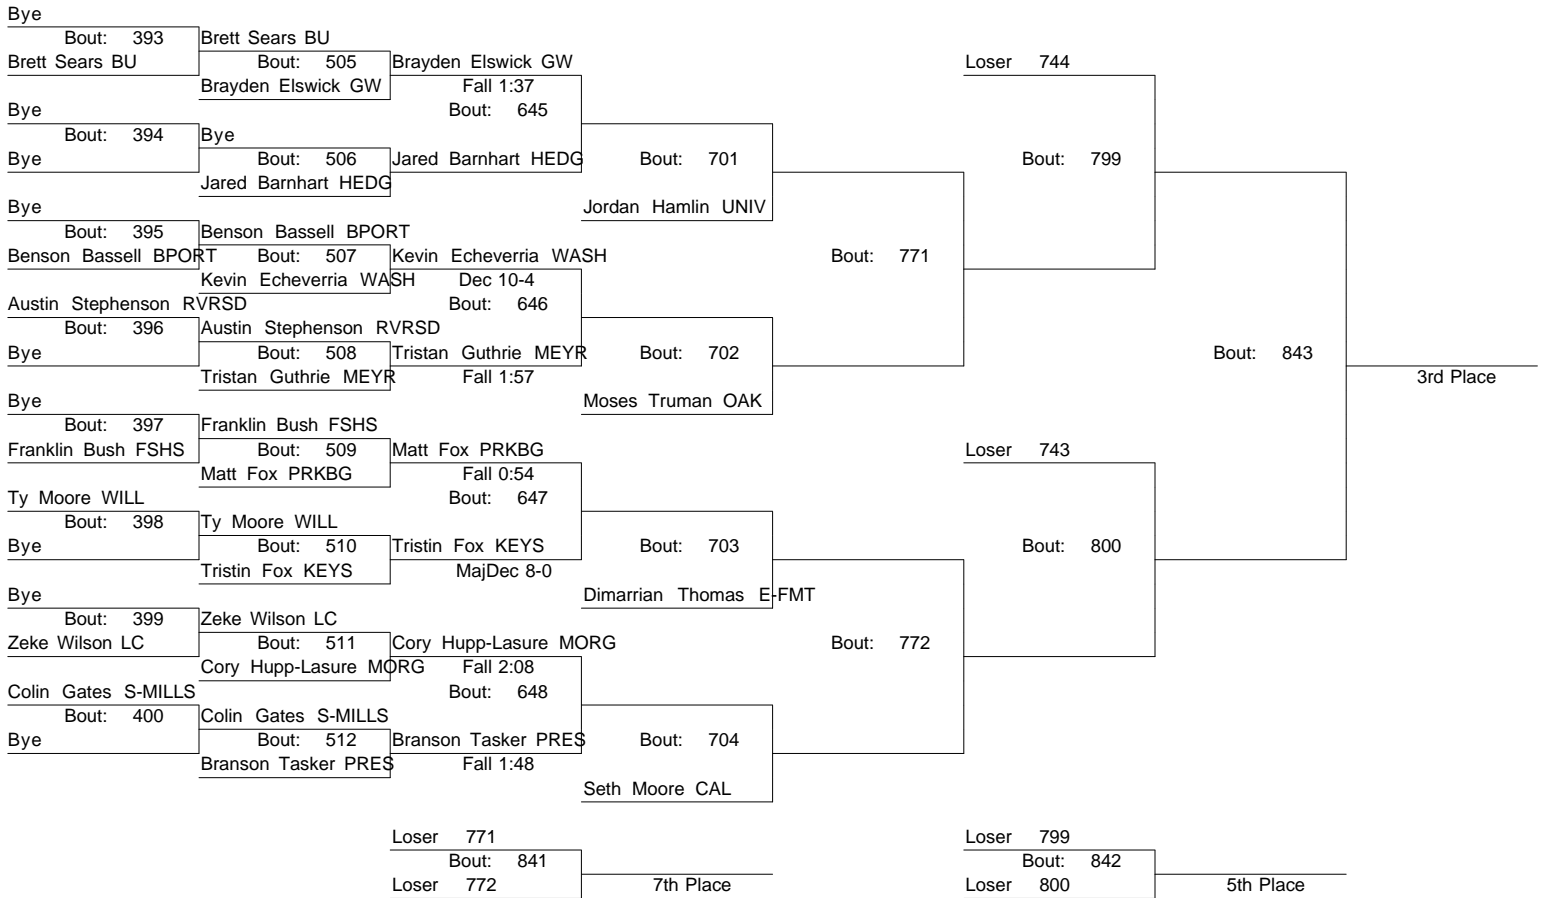 Bye
Bout: 393 Brett Sears BU
Brett Sears BU Bout: 505 Brayden Elswick GW Loser 744
Brayden Elswick GW Fall 1:37
Bye Bout: 645
Bout: 394 Bye
Bye Bout: 506 Jared Barnhart HEDG Bout: 701 Bout: 799
Jared Barnhart HEDG
Bye Jordan Hamlin UNIV
Bout: 395 Benson Bassell BPORT
Benson Bassell BPORT Bout: 507 Kevin Echeverria WASH Bout: 771
Kevin Echeverria WASH Dec 10-4
Austin Stephenson RVRSD Bout: 646
Bout: 396 Austin Stephenson RVRSD
Bye Bout: 508 Tristan Guthrie MEYR Bout: 702 Bout: 843
Tristan Guthrie MEYR Fall 1:57 3rd Place
Bye Moses Truman OAK
Bout: 397 Franklin Bush FSHS
Franklin Bush FSHS Bout: 509 Matt Fox PRKBG Loser 743
Matt Fox PRKBG Fall 0:54
Ty Moore WILL Bout: 647
Bout: 398 Ty Moore WILL
Bye Bout: 510 Tristin Fox KEYS Bout: 703 Bout: 800
Tristin Fox KEYS MajDec 8-0
Bye Dimarrian Thomas E-FMT
Bout: 399 Zeke Wilson LC
Zeke Wilson LC Bout: 511 Cory Hupp-Lasure MORG Bout: 772
Cory Hupp-Lasure MORG Fall 2:08
Colin Gates S-MILLS Bout: 648
Bout: 400 Colin Gates S-MILLS
Bye Bout: 512 Branson Tasker PRES Bout: 704
Branson Tasker PRES Fall 1:48
Seth Moore CAL
Loser 771 Loser 799
Bout: 841 Bout: 842
Loser 772 7th Place Loser 800 5th Place